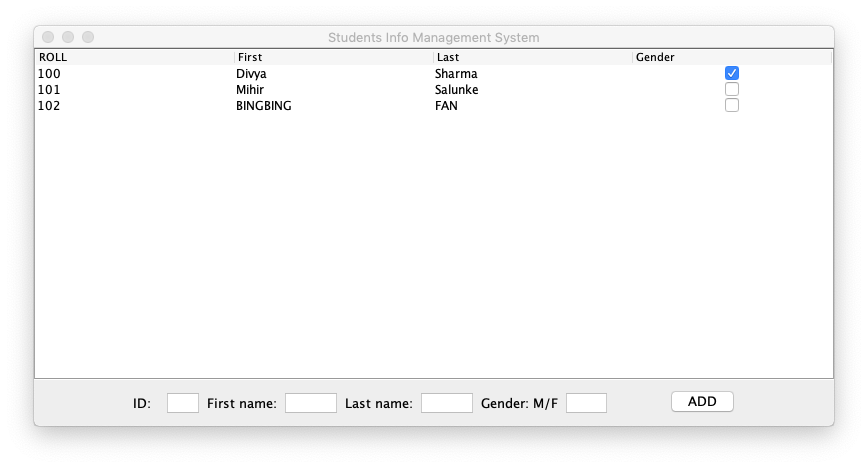 Students Info Management System
ROLL First Last Gender
100 Divya Sharma
101 Mihir Salunke
102 BINGBING FAN
ID: First name: Last name: Gender: M/F ADD